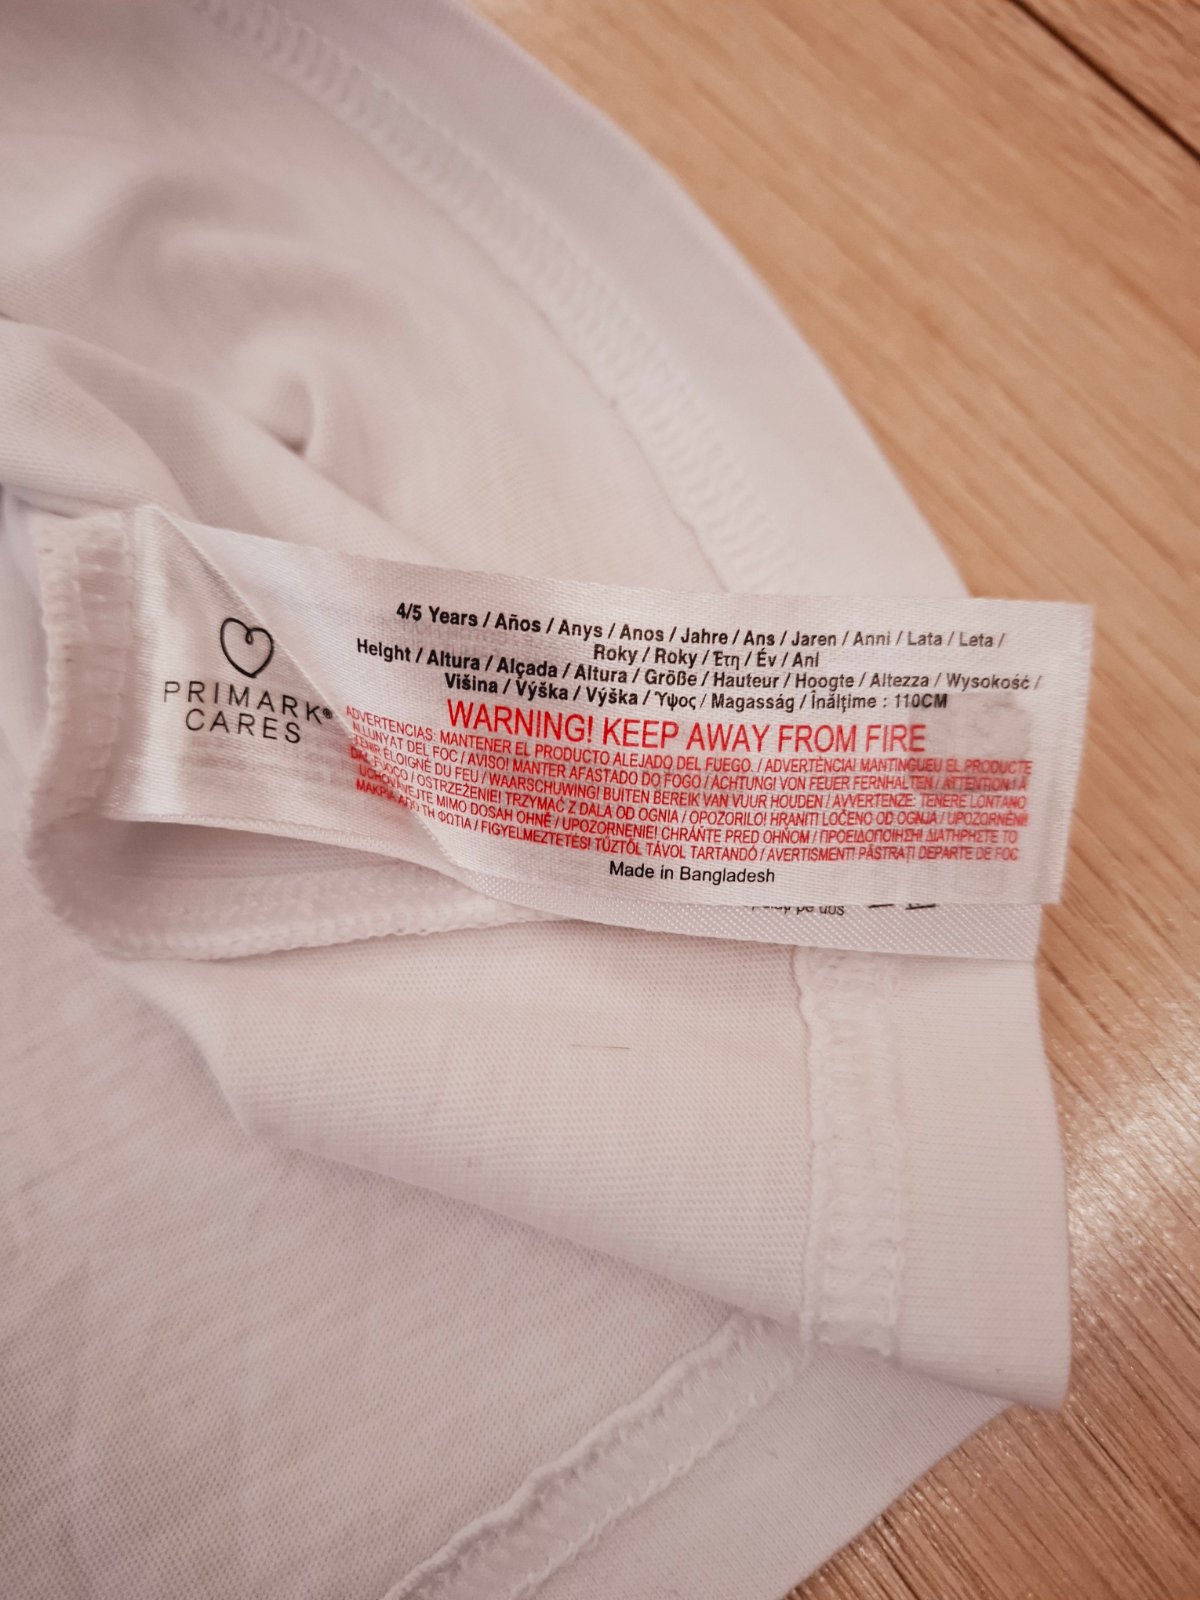 PRIMARK®
CARES
4/5 Years / Años / Anys / Anos / Jahre / Ans / Jaren / Anni / Lata / Leta /
Roky / Roky / Έτη / Év / Ani
Height / Altura / Alçada / Altura / Größe / Hauteur / Hoogte / Altezza / Wysokość /
Višina / Výška / Výška / Ύψος / Magasság / Înălțime : 110CM
WARNING! KEEP AWAY FROM FIRE
ADVERTENCIAS: MANTENER EL PRODUCTO ALEJADO DEL FUEGO. / ADVERTÈNCIA! MANTINGUEU EL PRODUCTE
ALLUNYAT DEL FOC / AVISO! MANTER AFASTADO DO FOGO / ACHTUNG! VON FEUER FERNHALTEN / ATTENTION! À
TENIR ÉLOIGNÉ DU FEU / WAARSCHUWING! BUITEN BEREIK VAN VUUR HOUDEN / AVVERTENZE: TENERE LONTANO
DAL FUOCO / OSTRZEŻENIE! TRZYMAĆ Z DALA OD OGNIA / OPOZORILO! HRANITI LOČENO OD OGNJA / UPOZORNĚNÍ!
UCHOVÁVEJTE MIMO DOSAH OHNĚ / UPOZORNENIE! CHRÁŇTE PRED OHŇOM / ΠΡΟΕΙΔΟΠΟΙΗΣΗ! ΔΙΑΤΗΡΗΣΤΕ ΤΟ
ΜΑΚΡΙΑ ΑΠΟ ΤΗ ΦΩΤΙΑ / FIGYELMEZTETÉS! TŰZTŐL TÁVOL TARTANDÓ / AVERTISMENT! PĂSTRAȚI DEPARTE DE FOC
Made in Bangladesh